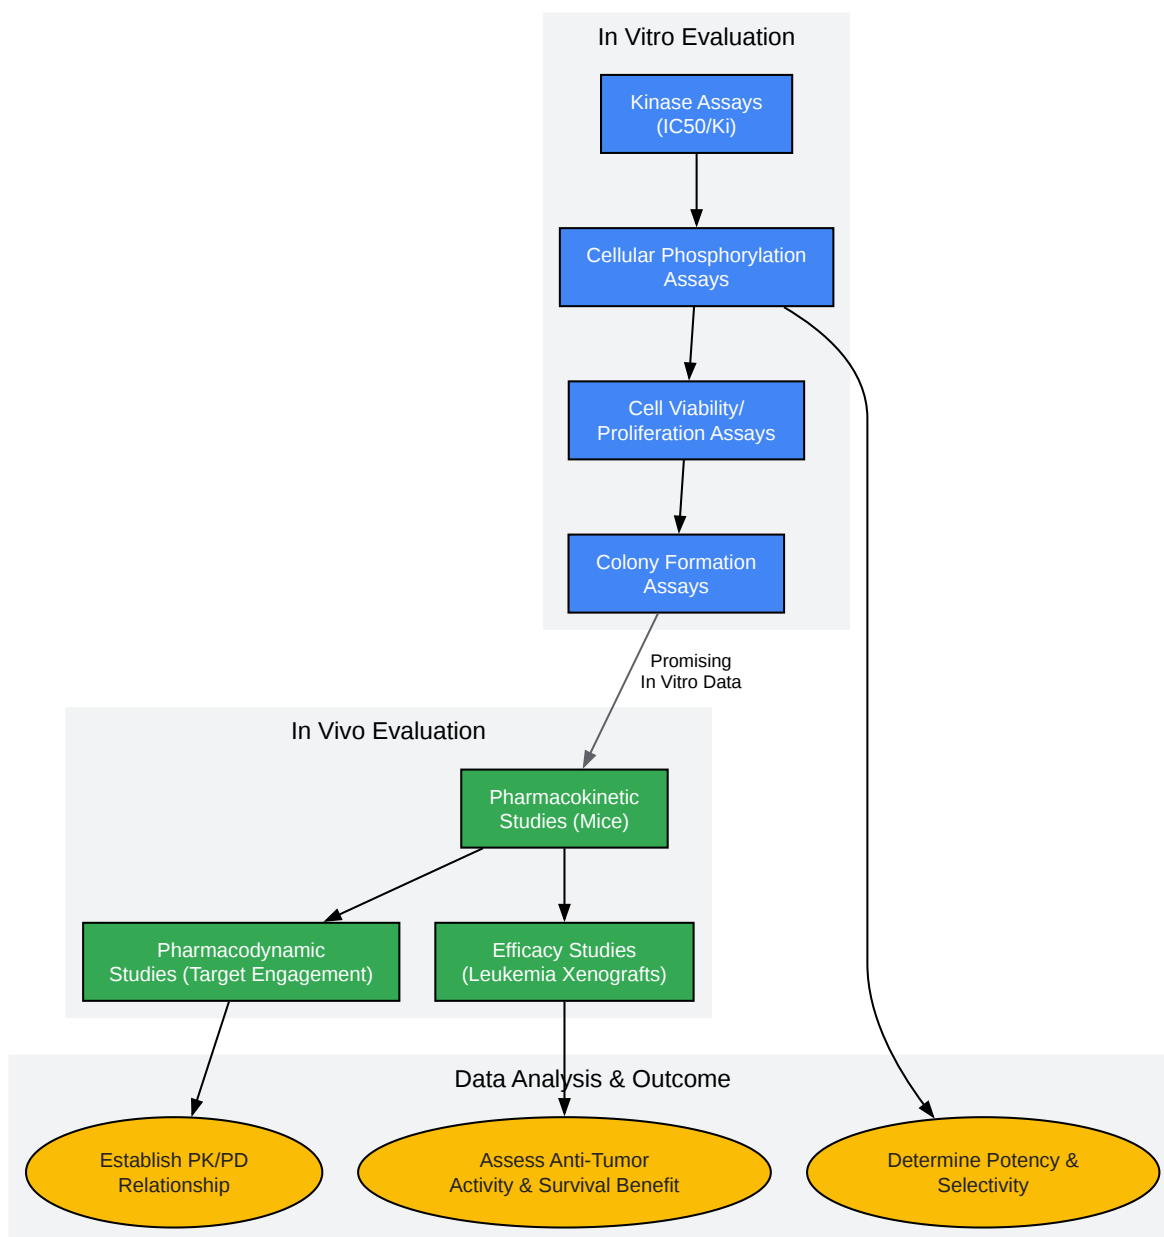 In Vitro Evaluation
Kinase Assays
(IC50/Ki)
Cellular Phosphorylation
Assays
Cell Viability/
Proliferation Assays
Colony Formation
Assays
Promising
In Vitro Data
In Vivo Evaluation
Pharmacokinetic
Studies (Mice)
Pharmacodynamic
Studies (Target Engagement)
Efficacy Studies
(Leukemia Xenografts)
Data Analysis & Outcome
Establish PK/PD
Relationship
Assess Anti-Tumor
Activity & Survival Benefit
Determine Potency &
Selectivity